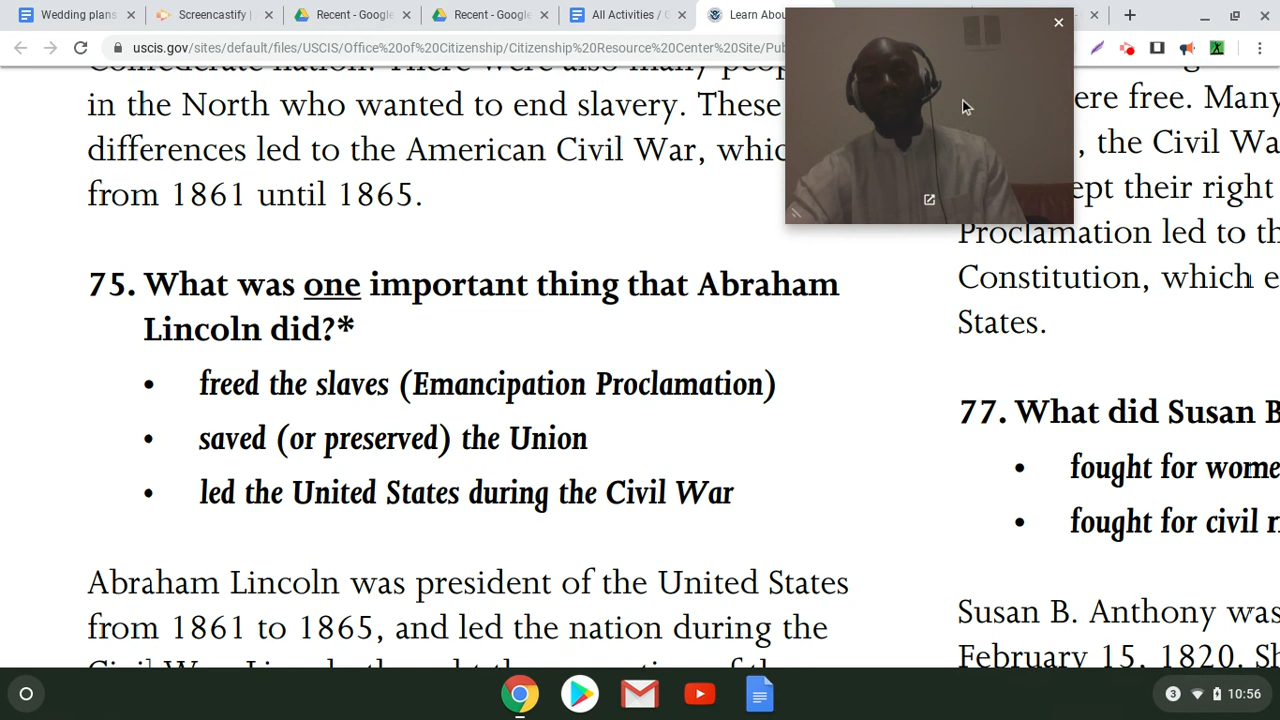 Wedding plans
Screencastify |
Recent - Google
Recent - Google
All Activities / G
Learn Abou
uscis.gov/sites/default/files/USCIS/Office%20of%20Citizenship/Citizenship%20Resource%20Center%20Site/Pub
in the North who wanted to end slavery. These
differences led to the American Civil War, whic
from 1861 until 1865.
75. What was one important thing that Abraham
Lincoln did?*
• freed the slaves (Emancipation Proclamation)
• saved (or preserved) the Union
• led the United States during the Civil War
Abraham Lincoln was president of the United States
from 1861 to 1865, and led the nation during the
ere free. Many
, the Civil Wa
ept their right
Proclamation led to th
Constitution, which e
States.
77. What did Susan B
• fought for wome
• fought for civil ri
Susan B. Anthony was
February 15, 1820. Sh
3
10:56